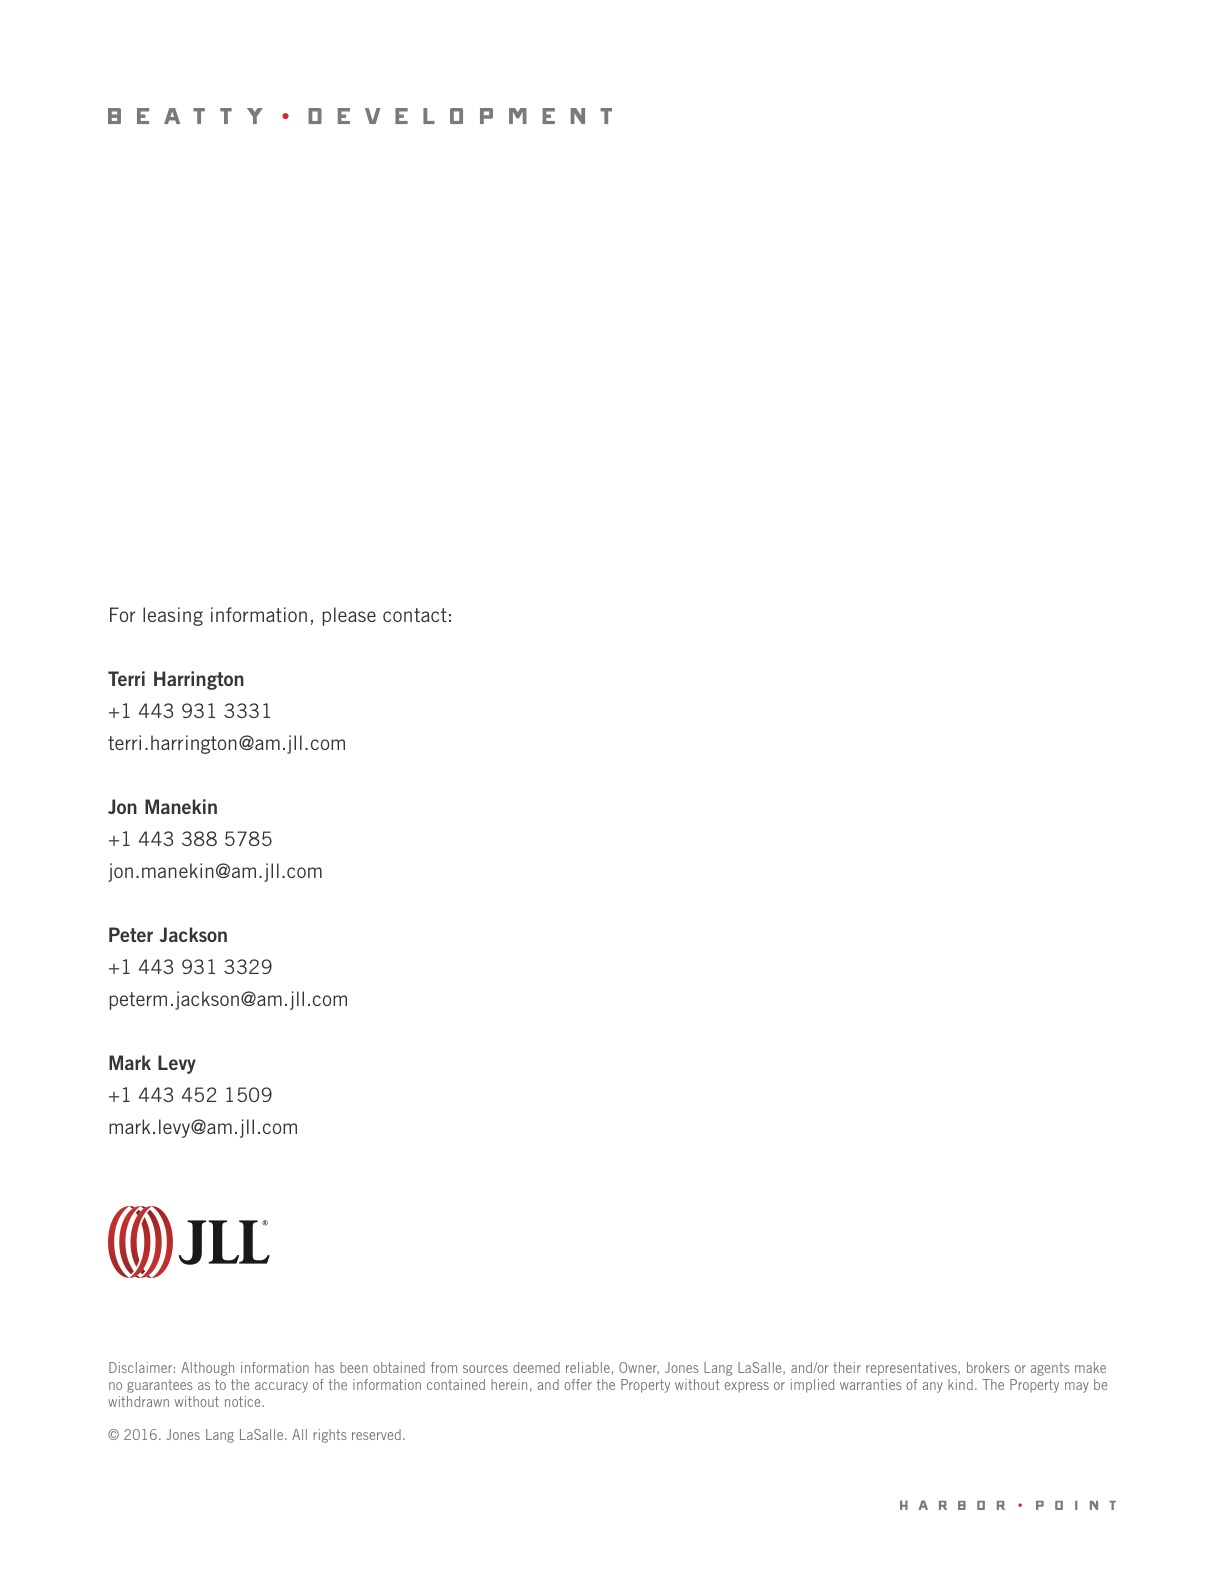 BEATTY • DEVELOPMENT
For leasing information, please contact:
Terri Harrington
+1 443 931 3331
terri.harrington@am.jll.com
Jon Manekin
+1 443 388 5785
jon.manekin@am.jll.com
Peter Jackson
+1 443 931 3329
peterm.jackson@am.jll.com
Mark Levy
+1 443 452 1509
mark.levy@am.jll.com
JLL®
Disclaimer: Although information has been obtained from sources deemed reliable, Owner, Jones Lang LaSalle, and/or their representatives, brokers or agents make
no guarantees as to the accuracy of the information contained herein, and offer the Property without express or implied warranties of any kind. The Property may be
withdrawn without notice.
© 2016. Jones Lang LaSalle. All rights reserved.
HARBOR • POINT